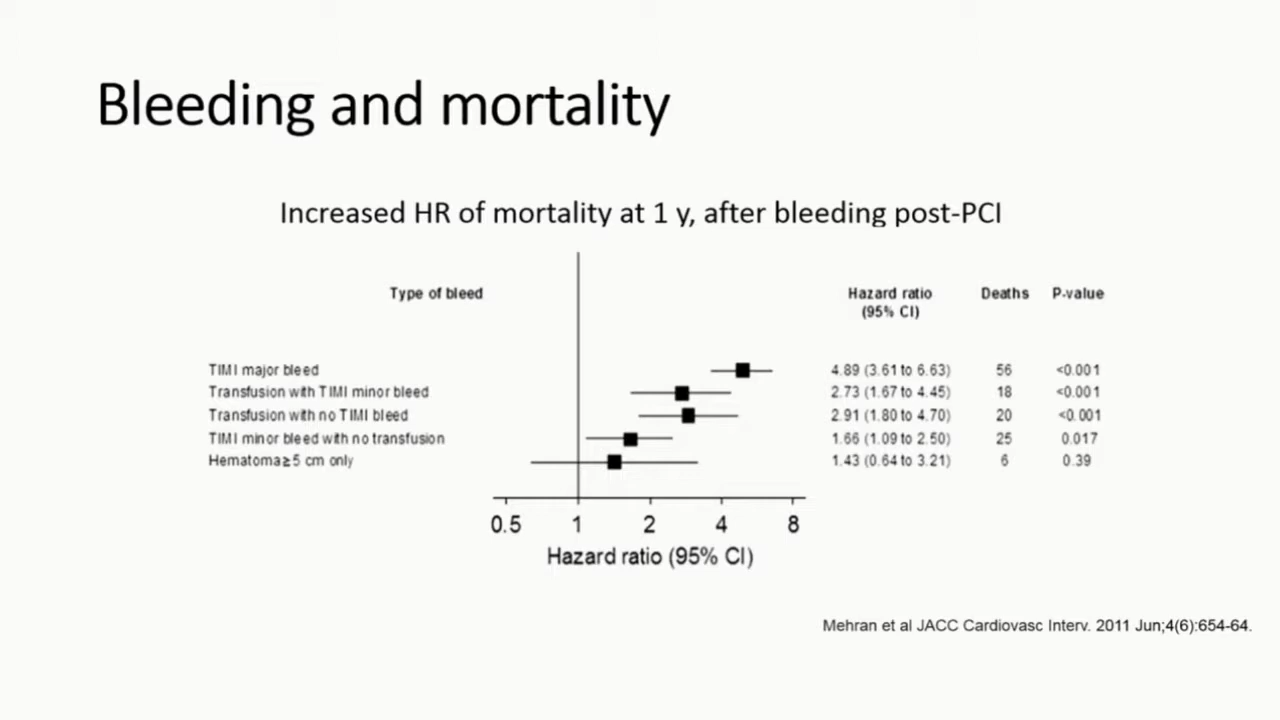 Bleeding and mortality
Increased HR of mortality at 1 y, after bleeding post-PCI
Type of bleed Hazard ratio (95% CI) Deaths P-value
TIMI major bleed 4.89 (3.61 to 6.63) 56 <0.001
Transfusion with TIMI minor bleed 2.73 (1.67 to 4.45) 18 <0.001
Transfusion with no TIMI bleed 2.91 (1.80 to 4.70) 20 <0.001
TIMI minor bleed with no transfusion 1.66 (1.09 to 2.50) 25 0.017
Hematoma≥5 cm only 1.43 (0.64 to 3.21) 6 0.39
0.5 1 2 4 8
Hazard ratio (95% CI)
Mehran et al JACC Cardiovasc Interv. 2011 Jun;4(6):654-64.